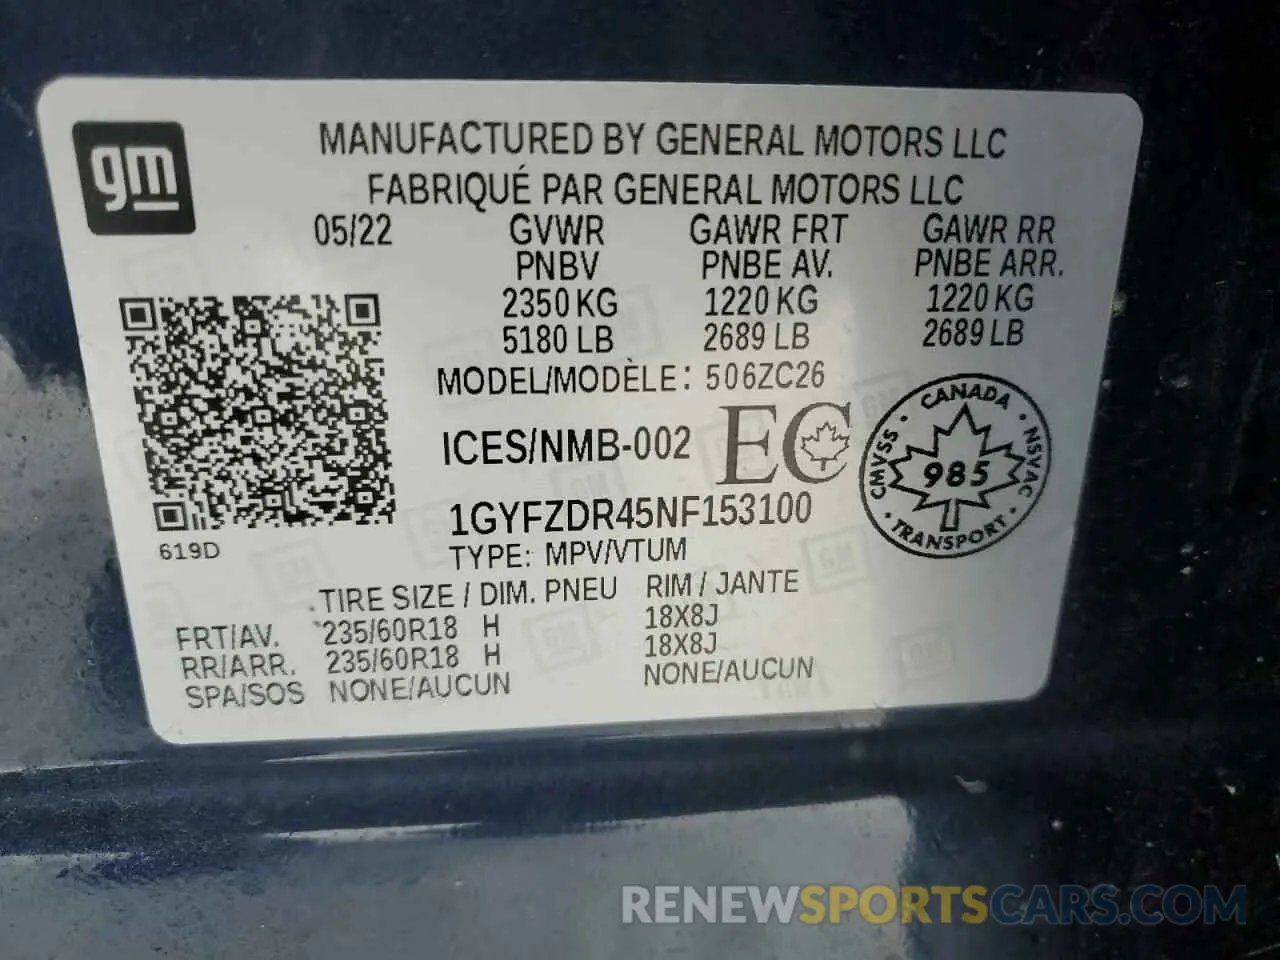 gm
MANUFACTURED BY GENERAL MOTORS LLC
FABRIQUÉ PAR GENERAL MOTORS LLC
05/22 GVWR GAWR FRT GAWR RR
PNBV PNBE AV. PNBE ARR.
2350 KG 1220 KG 1220 KG
5180 LB 2689 LB 2689 LB
MODEL/MODÈLE: 506ZC26
ICES/NMB-002 EC
CANADA
CMVSS · 985 · NSVAC
TRANSPORT
1GYFZDR45NF153100
619D
TYPE: MPV/VTUM
TIRE SIZE / DIM. PNEU RIM / JANTE
FRT/AV. 235/60R18 H 18X8J
RR/ARR. 235/60R18 H 18X8J
SPA/SOS NONE/AUCUN NONE/AUCUN
RENEWSPORTSCARS.COM